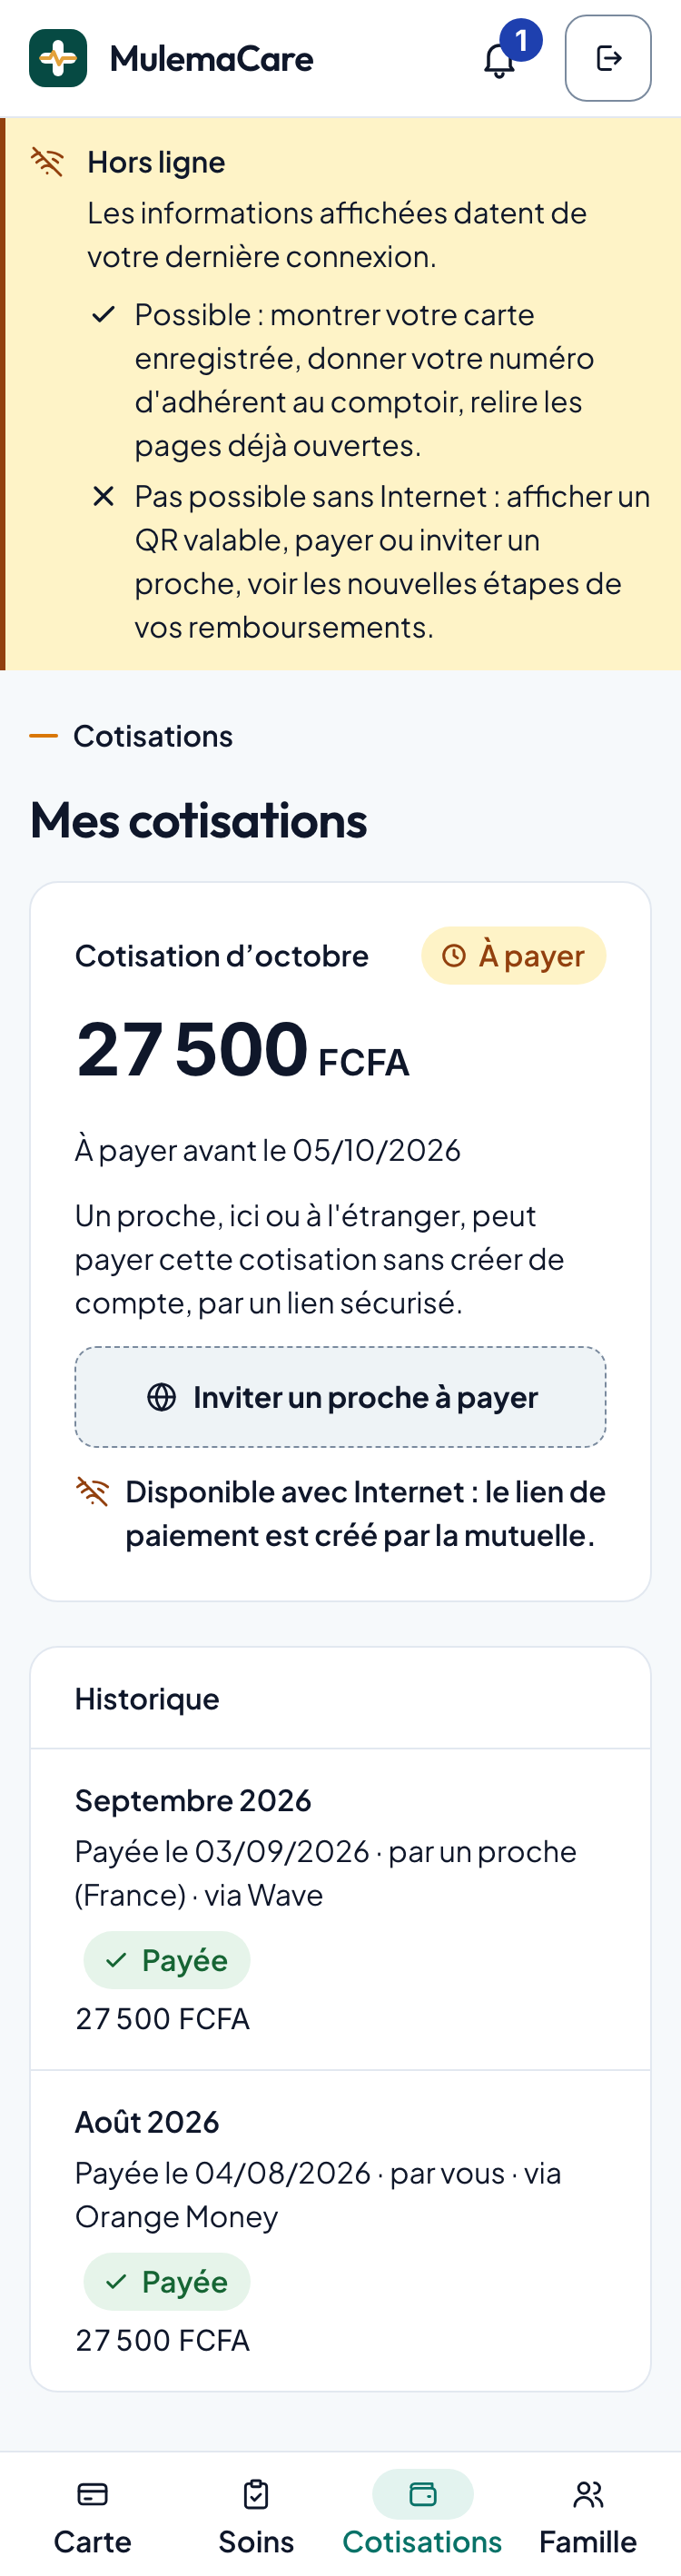 MulemaCare
1
Hors ligne
Les informations affichées datent de
votre dernière connexion.
Possible : montrer votre carte
enregistrée, donner votre numéro
d'adhérent au comptoir, relire les
pages déjà ouvertes.
Pas possible sans Internet : afficher un
QR valable, payer ou inviter un
proche, voir les nouvelles étapes de
vos remboursements.
Cotisations
Mes cotisations
Cotisation d’octobre
À payer
27 500 FCFA
À payer avant le 05/10/2026
Un proche, ici ou à l'étranger, peut
payer cette cotisation sans créer de
compte, par un lien sécurisé.
Inviter un proche à payer
Disponible avec Internet : le lien de
paiement est créé par la mutuelle.
Historique
Septembre 2026
Payée le 03/09/2026 · par un proche
(France) · via Wave
Payée
27 500 FCFA
Août 2026
Payée le 04/08/2026 · par vous · via
Orange Money
Payée
27 500 FCFA
Carte
Soins
Cotisations
Famille